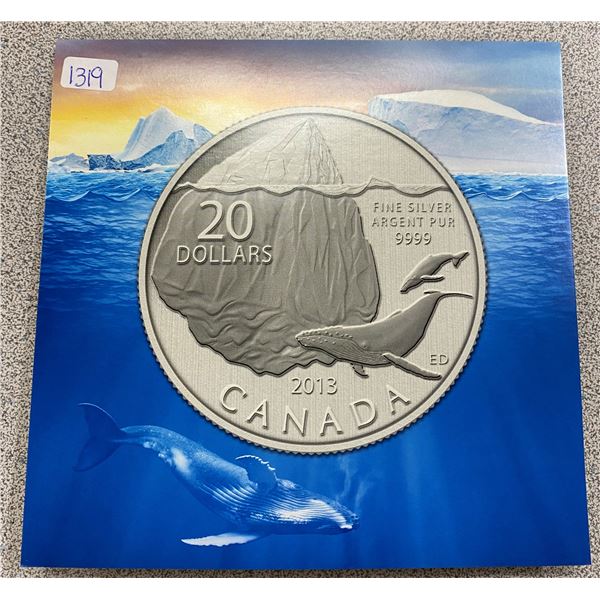 1319
20
DOLLARS
FINE SILVER
ARGENT PUR
9999
ED
2013
CANADA